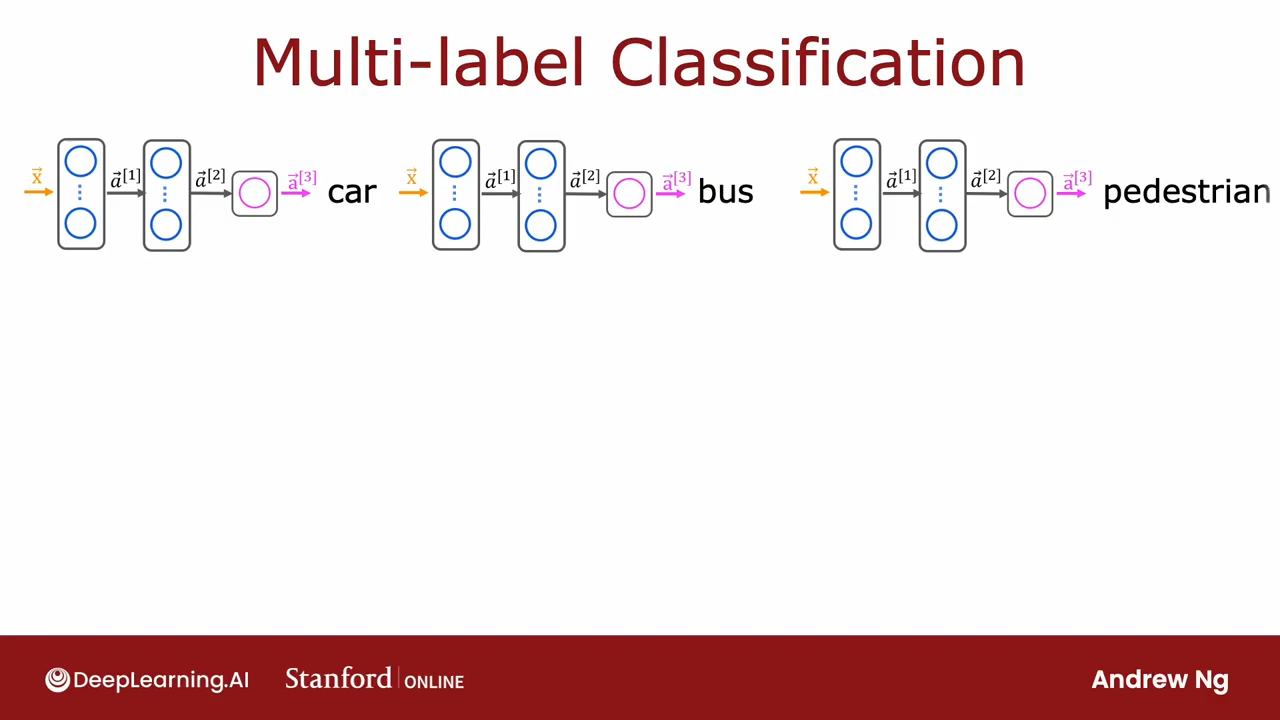 Multi-label Classification
x⃗ a⃗[1] a⃗[2] a⃗[3] car x⃗ a⃗[1] a⃗[2] a⃗[3] bus x⃗ a⃗[1] a⃗[2] a⃗[3] pedestrian
DeepLearning.AI Stanford ONLINE Andrew Ng